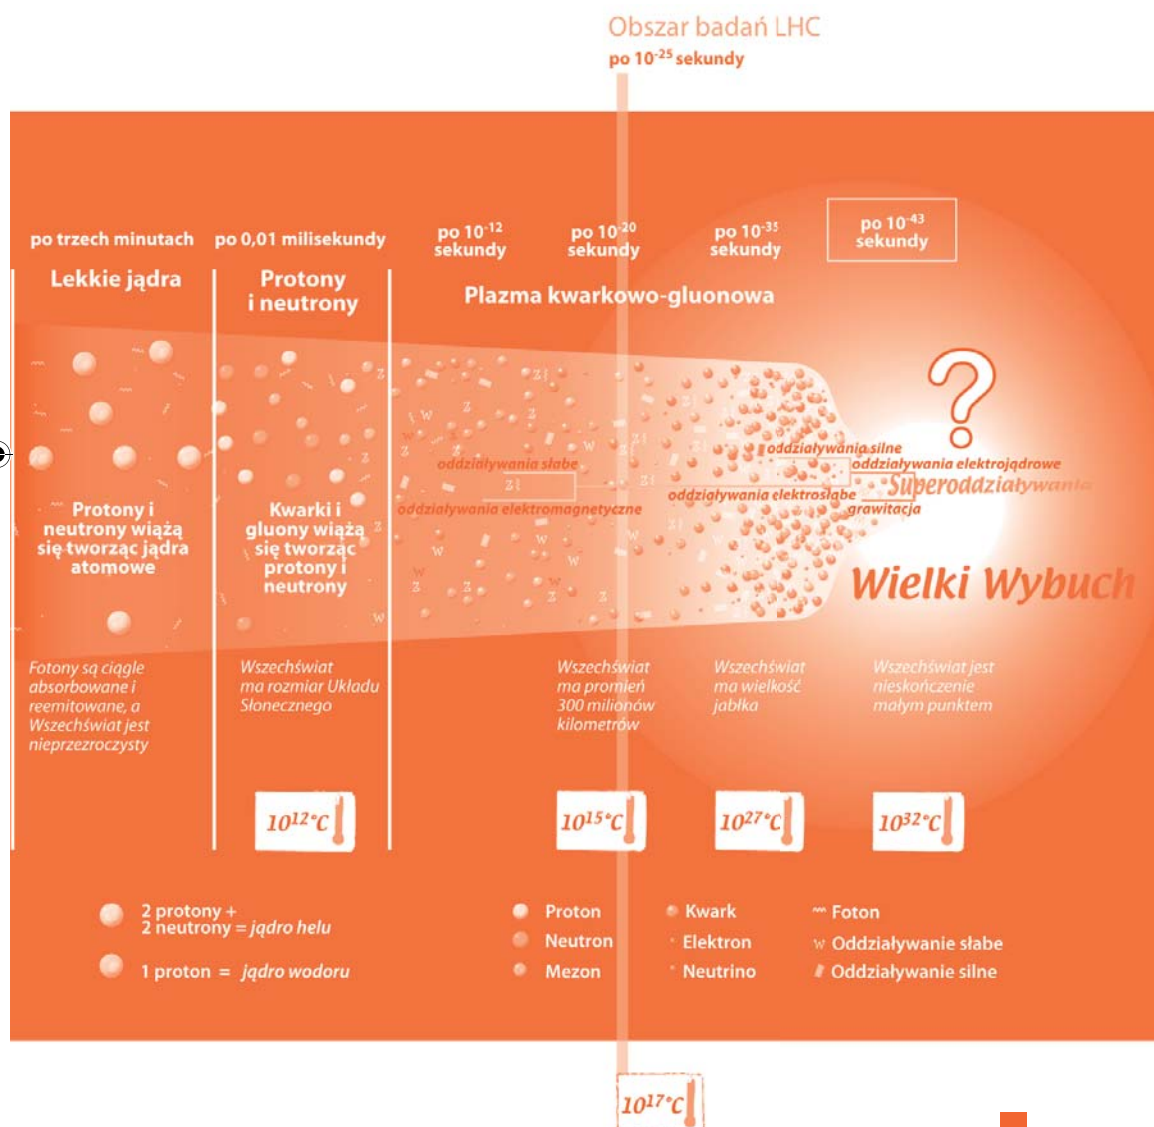 Obszar badań LHC
po 10⁻²⁵ sekundy
po trzech minutach
Lekkie jądra
po 0,01 milisekundy
Protony
i neutrony
po 10⁻¹²
sekundy
po 10⁻²⁰
sekundy
po 10⁻³⁵
sekundy
po 10⁻⁴³
sekundy
Plazma kwarkowo-gluonowa
?
oddziaływania silne
oddziaływania elektrojądrowe
Superoddziaływania
oddziaływania elektrosłabe
grawitacja
oddziaływania słabe
oddziaływania elektromagnetyczne
Protony i
neutrony wiążą
się tworząc jądra
atomowe
Kwarki i
gluony wiążą
się tworząc
protony i
neutrony
Wielki Wybuch
Fotony są ciągle
absorbowane i
reemitowane, a
Wszechświat jest
nieprzezroczysty
Wszechświat
ma rozmiar Układu
Słonecznego
Wszechświat
ma promień
300 milionów
kilometrów
Wszechświat
ma wielkość
jabłka
Wszechświat jest
nieskończenie
małym punktem
10¹²°C
10¹⁵°C
10²⁷°C
10³²°C
2 protony +
2 neutrony = jądro helu
1 proton = jądro wodoru
Proton
Neutron
Mezon
Kwark
Elektron
Neutrino
Foton
W Oddziaływanie słabe
Oddziaływanie silne
10¹⁷°C